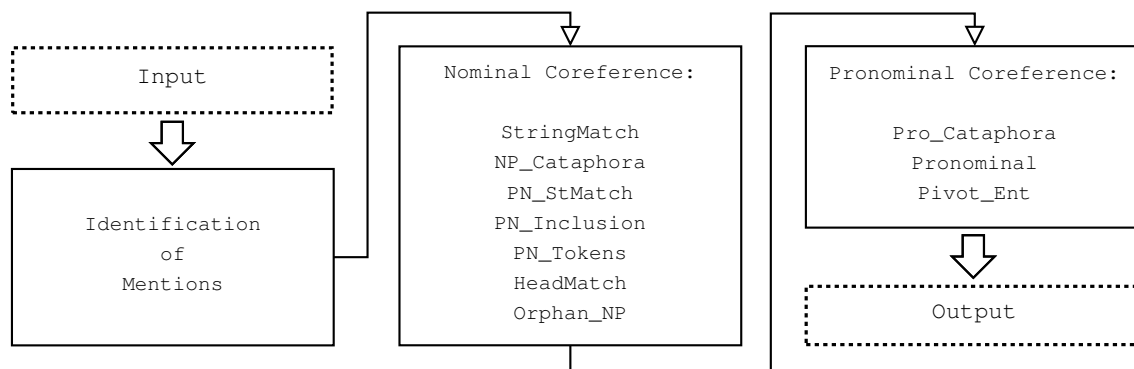 Input
Identification
of
Mentions
Nominal Coreference:
StringMatch
NP_Cataphora
PN_StMatch
PN_Inclusion
PN_Tokens
HeadMatch
Orphan_NP
Pronominal Coreference:
Pro_Cataphora
Pronominal
Pivot_Ent
Output